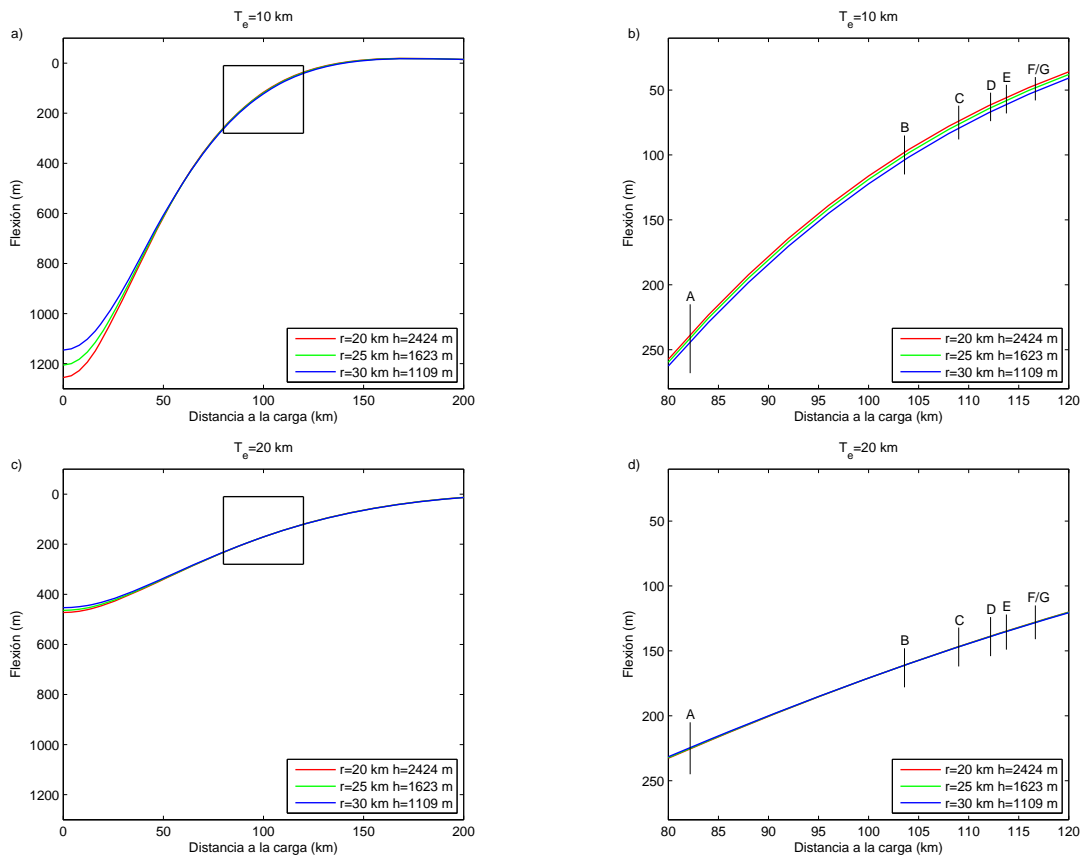 T_e=10 km
a)
0
200
400
600
800
1000
1200
Flexión (m)
0 50 100 150 200
Distancia a la carga (km)
r=20 km h=2424 m
r=25 km h=1623 m
r=30 km h=1109 m
T_e=10 km
b)
50
100
150
200
250
Flexión (m)
A
B
C
D
E
F/G
80 85 90 95 100 105 110 115 120
Distancia a la carga (km)
r=20 km h=2424 m
r=25 km h=1623 m
r=30 km h=1109 m
T_e=20 km
c)
0
200
400
600
800
1000
1200
Flexión (m)
0 50 100 150 200
Distancia a la carga (km)
r=20 km h=2424 m
r=25 km h=1623 m
r=30 km h=1109 m
T_e=20 km
d)
50
100
150
200
250
Flexión (m)
A
B
C
D
E
F/G
80 85 90 95 100 105 110 115 120
Distancia a la carga (km)
r=20 km h=2424 m
r=25 km h=1623 m
r=30 km h=1109 m